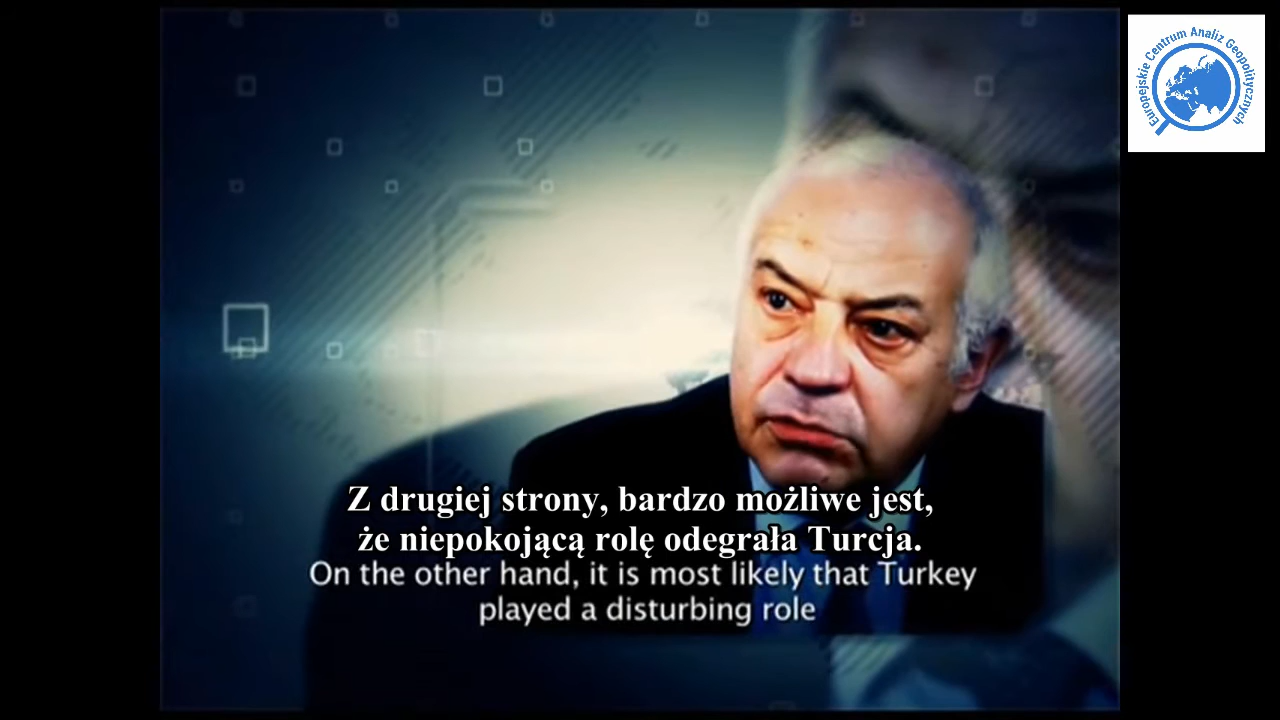 Europejskie Centrum Analiz Geopolitycznych
Z drugiej strony, bardzo możliwe jest,
że niepokojącą rolę odegrała Turcja.
On the other hand, it is most likely that Turkey
played a disturbing role